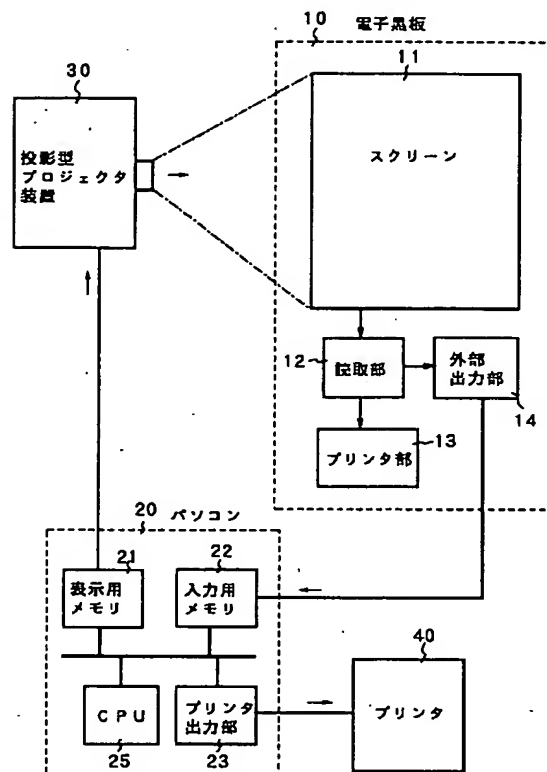 10 電子黒板
11
スクリーン
30
投影型
プロジェクタ
装置
12 読取部
外部
出力部
14
プリンタ部
13
20 パソコン
21
表示用
メモリ
22
入力用
メモリ
CPU
25
プリンタ
出力部
23
40
プリンタ